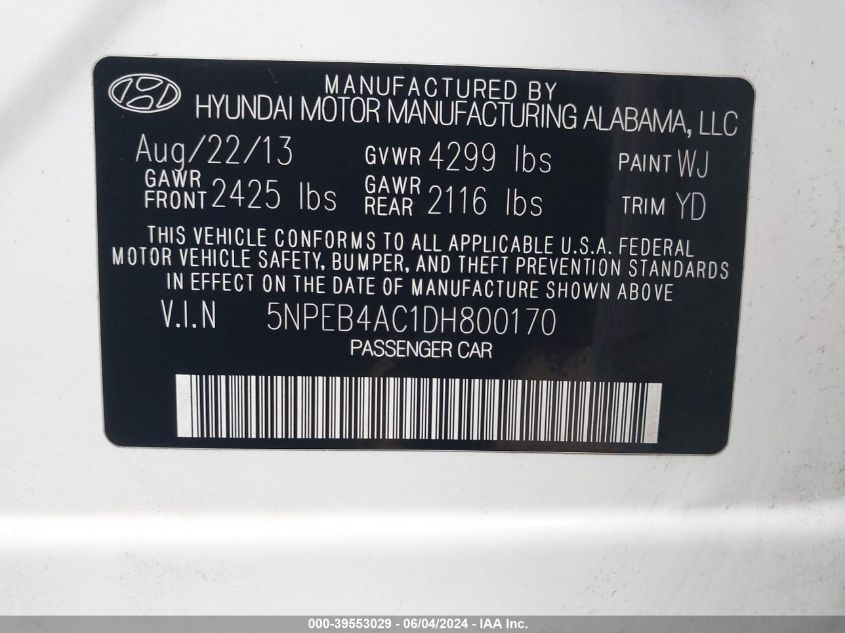 MANUFACTURED BY
HYUNDAI MOTOR MANUFACTURING ALABAMA, LLC
Aug/22/13 GVWR 4299 lbs PAINT WJ
GAWR FRONT 2425 lbs GAWR REAR 2116 lbs TRIM YD
THIS VEHICLE CONFORMS TO ALL APPLICABLE U.S.A. FEDERAL
MOTOR VEHICLE SAFETY, BUMPER, AND THEFT PREVENTION STANDARDS
IN EFFECT ON THE DATE OF MANUFACTURE SHOWN ABOVE.
V.I.N 5NPEB4AC1DH800170
PASSENGER CAR
000-39553029 - 06/04/2024 - IAA Inc.